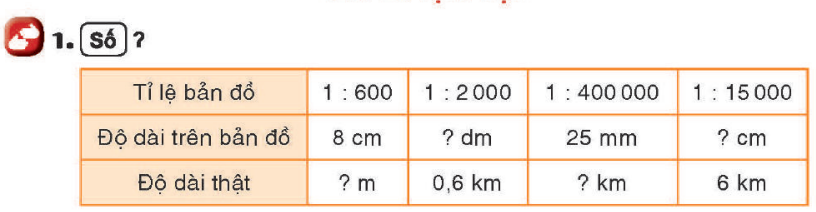 1. Số ?
Tỉ lệ bản đồ 1 : 600 1 : 2 000 1 : 400 000 1 : 15 000
Độ dài trên bản đồ 8 cm ? dm 25 mm ? cm
Độ dài thật ? m 0,6 km ? km 6 km